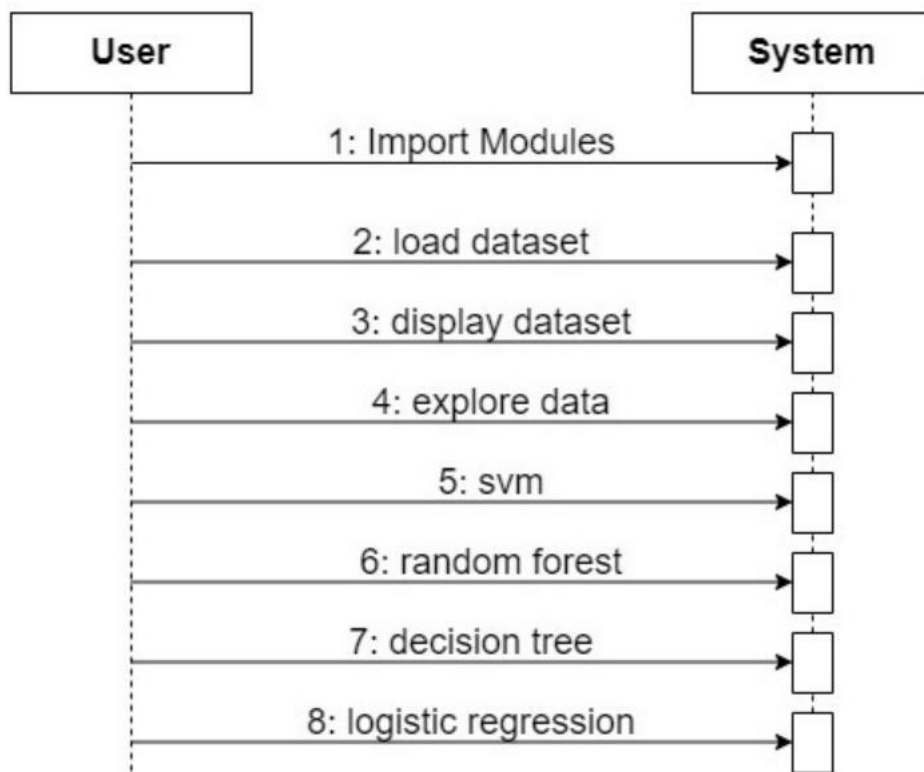 User
System
1: Import Modules
2: load dataset
3: display dataset
4: explore data
5: svm
6: random forest
7: decision tree
8: logistic regression